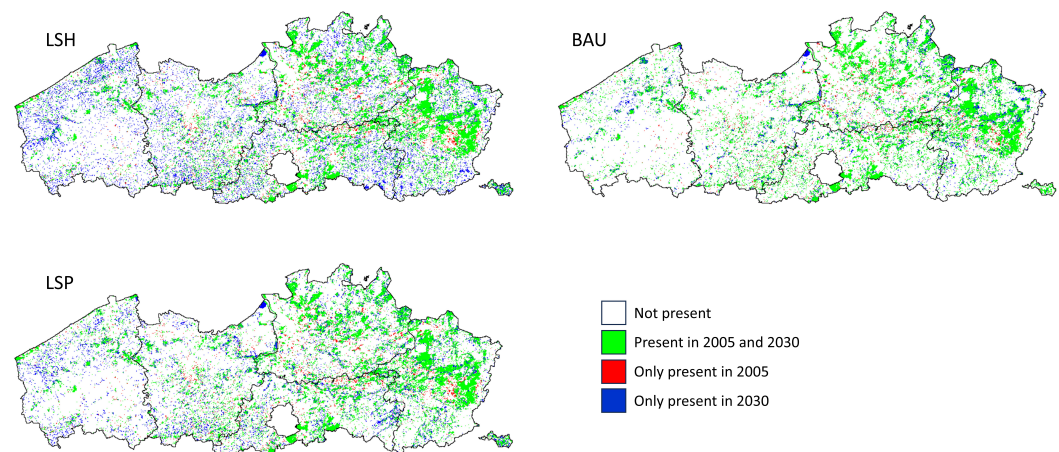 LSH
BAU
LSP
Not present
Present in 2005 and 2030
Only present in 2005
Only present in 2030